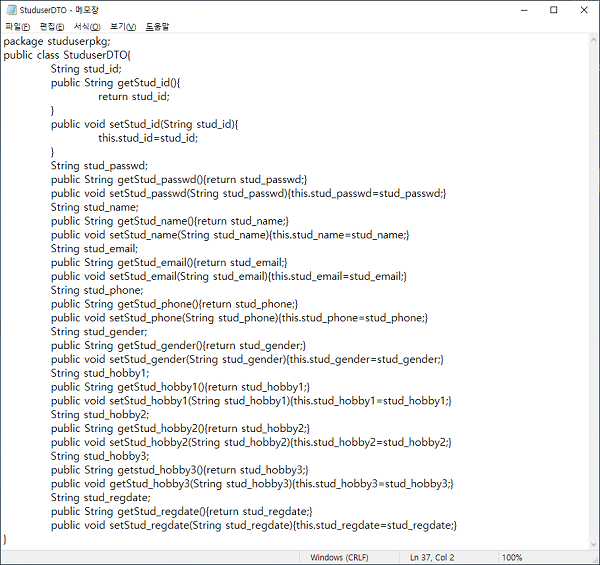 StuduserDTO - 메모장
파일(F) 편집(E) 서식(O) 보기(V) 도움말
package studuserpkg;
public class StuduserDTO{
String stud_id;
public String getStud_id(){
return stud_id;
}
public void setStud_id(String stud_id){
this.stud_id=stud_id;
}
String stud_passwd;
public String getStud_passwd(){return stud_passwd;}
public void setStud_passwd(String stud_passwd){this.stud_passwd=stud_passwd;}
String stud_name;
public String getStud_name(){return stud_name;}
public void setStud_name(String stud_name){this.stud_name=stud_name;}
String stud_email;
public String getStud_email(){return stud_email;}
public void setStud_email(String stud_email){this.stud_email=stud_email;}
String stud_phone;
public String getStud_phone(){return stud_phone;}
public void setStud_phone(String stud_phone){this.stud_phone=stud_phone;}
String stud_gender;
public String getStud_gender(){return stud_gender;}
public void setStud_gender(String stud_gender){this.stud_gender=stud_gender;}
String stud_hobby1;
public String getStud_hobby1(){return stud_hobby1;}
public void setStud_hobby1(String stud_hobby1){this.stud_hobby1=stud_hobby1;}
String stud_hobby2;
public String getStud_hobby2(){return stud_hobby2;}
public void setStud_hobby2(String stud_hobby2){this.stud_hobby2=stud_hobby2;}
String stud_hobby3;
public String getstud_hobby3(){return stud_hobby3;}
public void getStud_hobby3(String stud_hobby3){this.stud_hobby3=stud_hobby3;}
String stud_regdate;
public String getStud_regdate(){return stud_regdate;}
public void setStud_regdate(String stud_regdate){this.stud_regdate=stud_regdate;}
}
Windows (CRLF) Ln 37, Col 2 100%